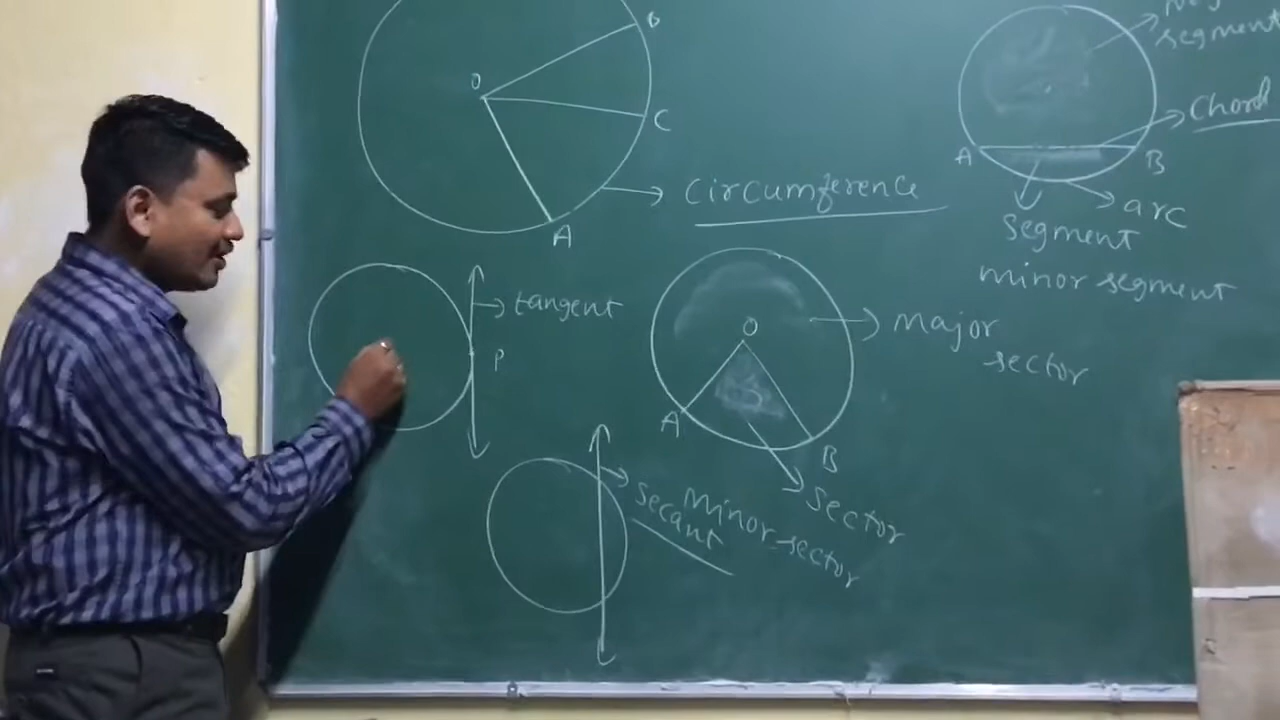 B
O
C
A
Circumference
segment
Chord
A
B
arc
segment
minor segment
tangent
P
O
Major
sector
A
B
Sector
Minor sector
Secant